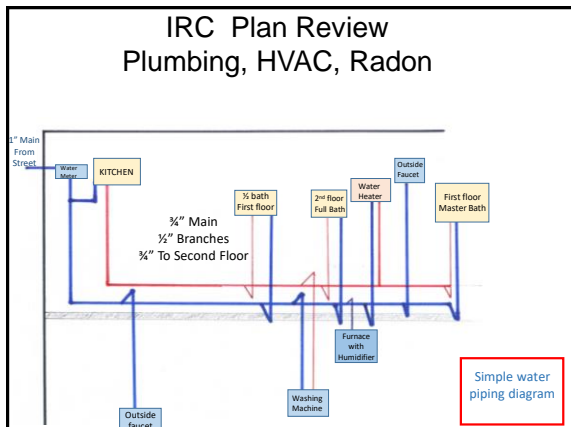 IRC Plan Review
Plumbing, HVAC, Radon
1" Main
From
Street
Water
Meter
KITCHEN
¾" Main
½" Branches
¾" To Second Floor
½ bath
First floor
2nd floor
Full Bath
Water
Heater
Outside
Faucet
First floor
Master Bath
Furnace
with
Humidifier
Washing
Machine
Outside
faucet
Simple water
piping diagram